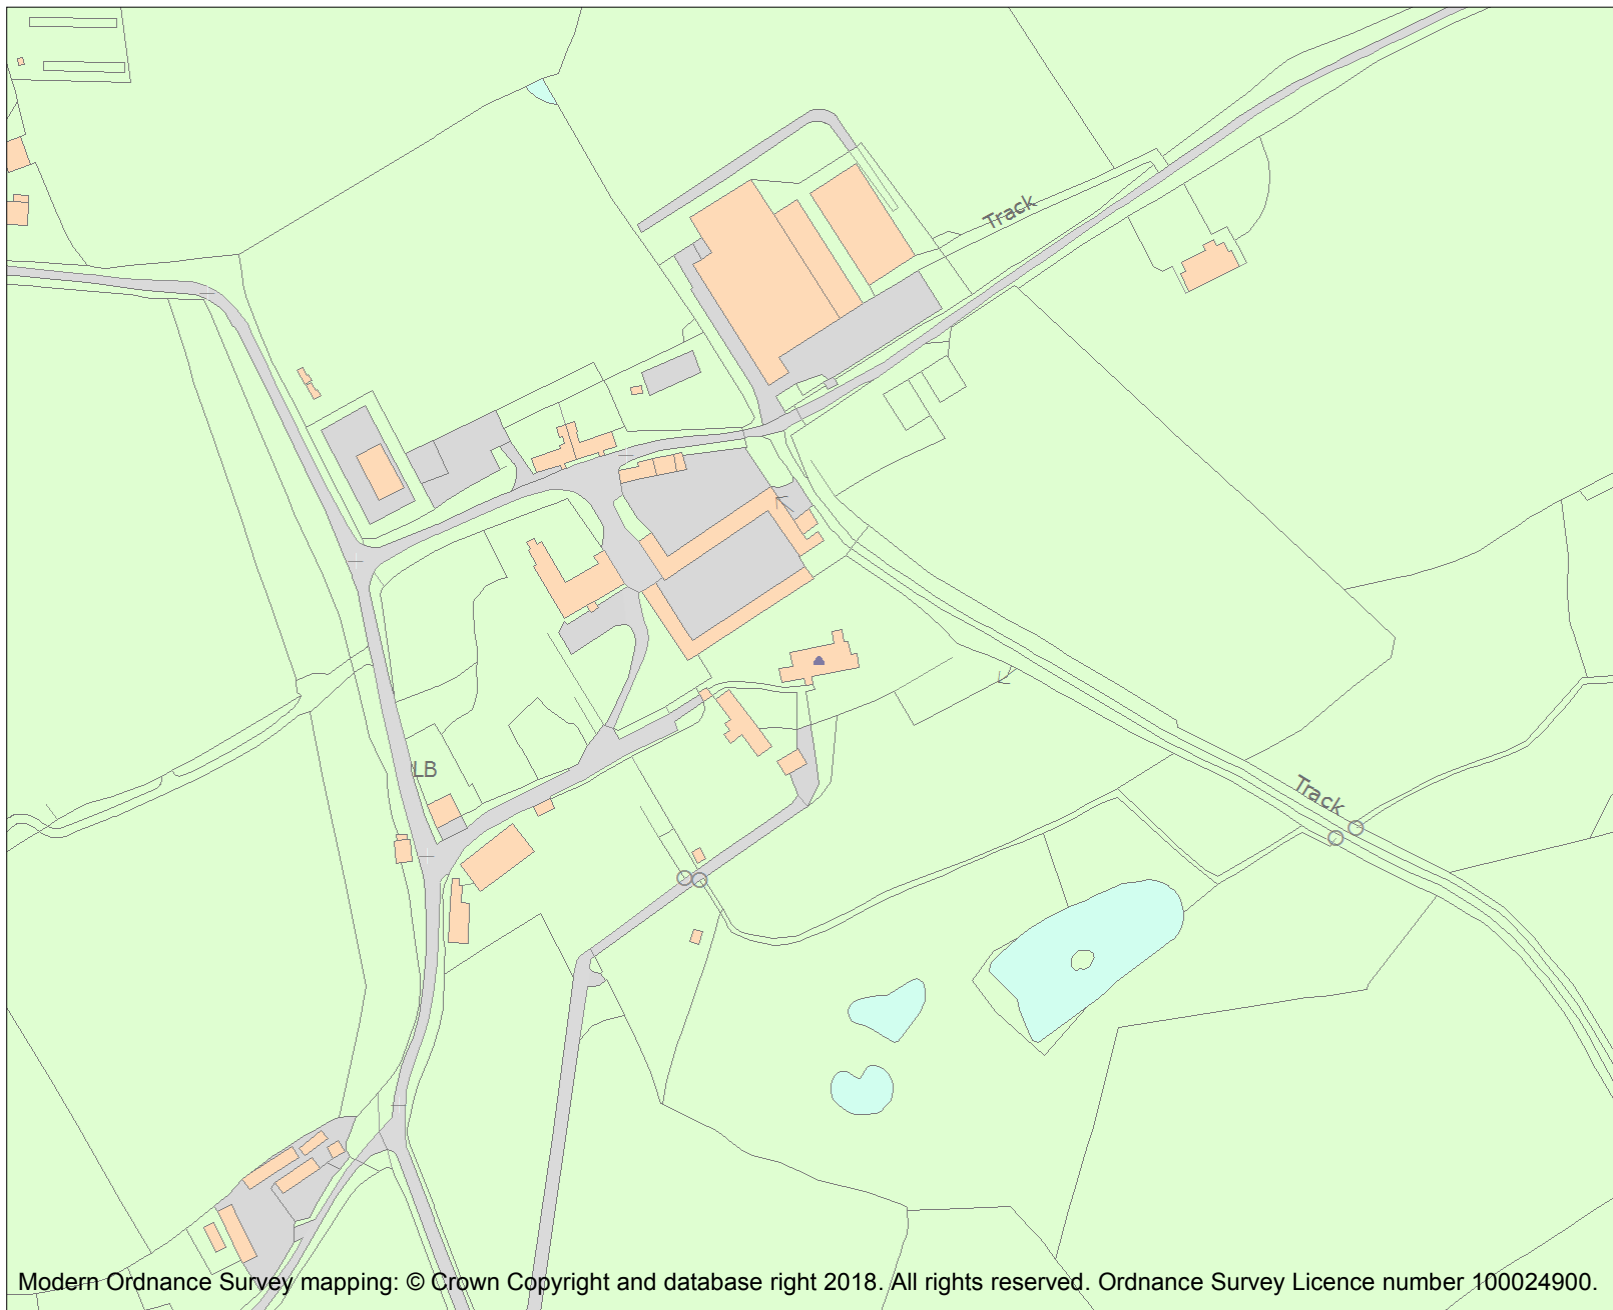 Track
LB
Track
Modern Ordnance Survey mapping: © Crown Copyright and database right 2018. All rights reserved. Ordnance Survey Licence number 100024900.